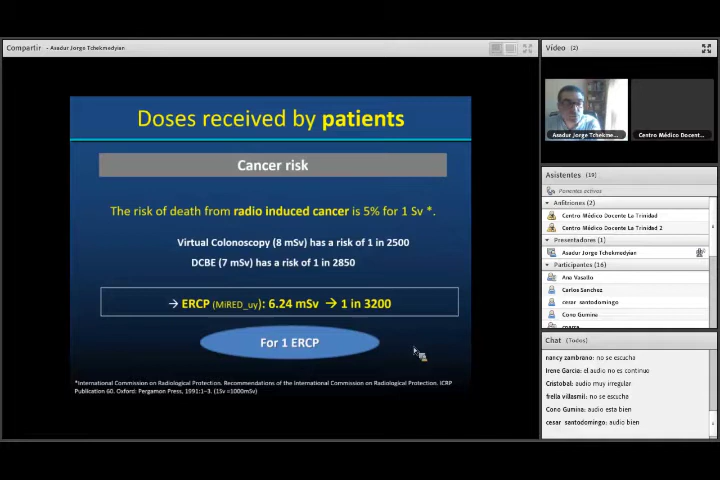 Compartir - Asadur Jorge Tchekmedyian
Doses received by patients
Cancer risk
The risk of death from radio induced cancer is 5% for 1 Sv *.
Virtual Colonoscopy (8 mSv) has a risk of 1 in 2500
DCBE (7 mSv) has a risk of 1 in 2850
→ ERCP (MiRED_uy): 6.24 mSv → 1 in 3200
For 1 ERCP
*International Commission on Radiological Protection. Recommendations of the International Commission on Radiological Protection. ICRP
Publication 60. Oxford: Pergamon Press, 1991:1–3. (1Sv =1000mSv)
Vídeo (2)
Asadur Jorge Tchekme...
Centro Médico Docent...
Asistentes (19)
Ponentes activos
Anfitriones (2)
Centro Médico Docente La Trinidad
Centro Médico Docente La Trinidad 2
Presentadores (1)
Asadur Jorge Tchekmedyian
Participantes (16)
Ana Vasallo
Carlos Sanchez
cesar santodomingo
Cono Gumina
Chat (Todos)
nancy zambrano: no se escucha
Irene Garcia: el audio no es continuo
Cristobal: audio muy irregular
frella villasmil: no se escucha
Cono Gumina: audio esta bien
cesar santodomingo: audio bien